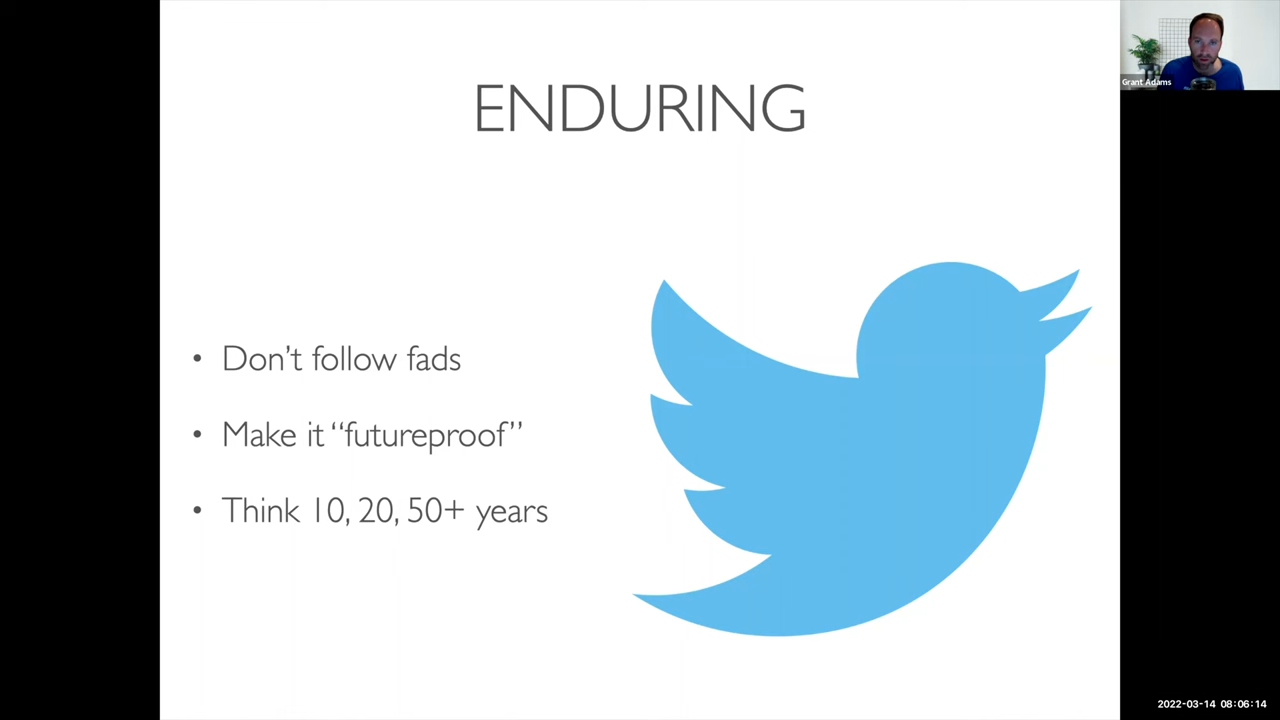 ENDURING
Grant Adams
• Don’t follow fads
• Make it “futureproof”
• Think 10, 20, 50+ years
2022-03-14 08:06:14